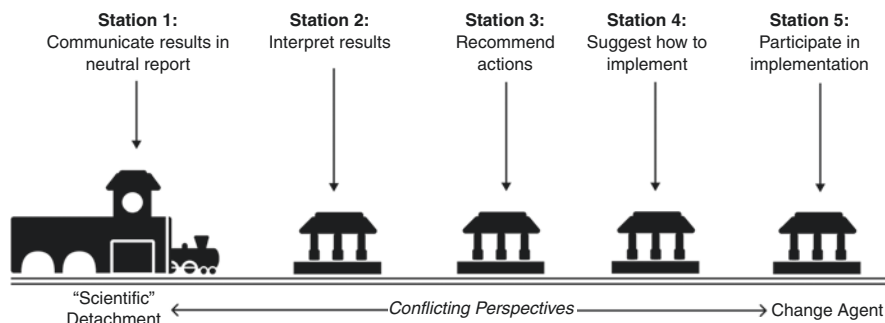 Station 1:
Communicate results in
neutral report
Station 2:
Interpret results
Station 3:
Recommend
actions
Station 4:
Suggest how to
implement
Station 5:
Participate in
implementation
“Scientific”
Detachment
Conflicting Perspectives
Change Agent